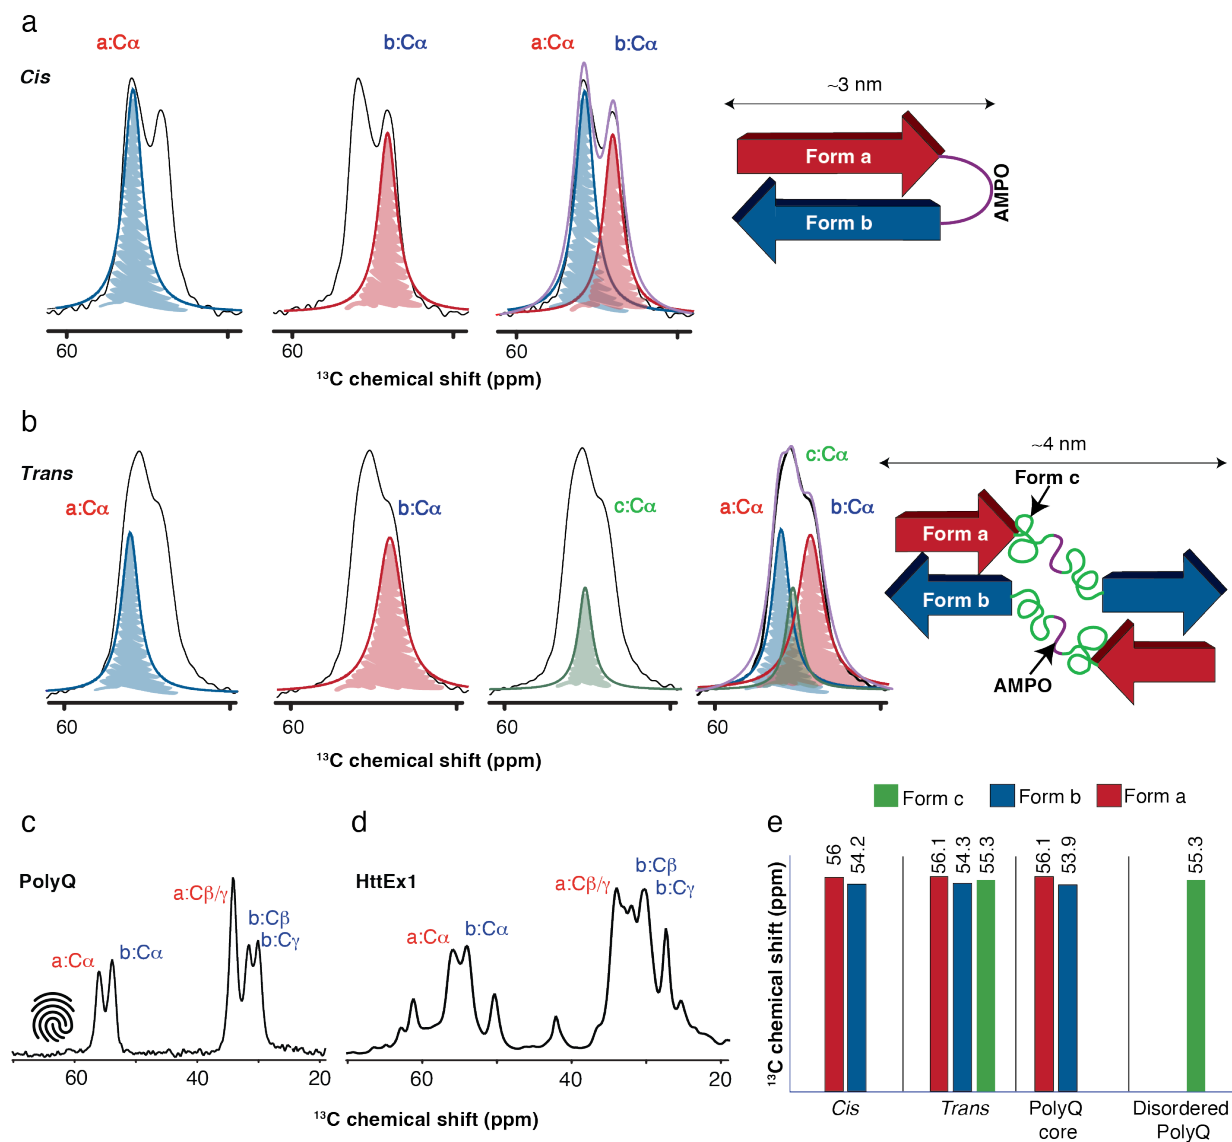 a
a:Cα
b:Cα
a:Cα
b:Cα
Cis
~3 nm
Form a
Form b
AMPO
60
60
60
¹³C chemical shift (ppm)
b
Trans
a:Cα
b:Cα
c:Cα
a:Cα
c:Cα
b:Cα
~4 nm
Form c
Form a
Form b
AMPO
60
60
60
60
¹³C chemical shift (ppm)
c
PolyQ
a:Cα
b:Cα
a:Cβ/γ
b:Cβ
b:Cγ
60
40
20
d
HttEx1
a:Cα
b:Cα
a:Cβ/γ
b:Cβ
b:Cγ
60
40
20
¹³C chemical shift (ppm)
Form c
Form b
Form a
e
¹³C chemical shift (ppm)
56
54.2
56.1
54.3
55.3
56.1
53.9
55.3
Cis
Trans
PolyQ
core
Disordered
PolyQ